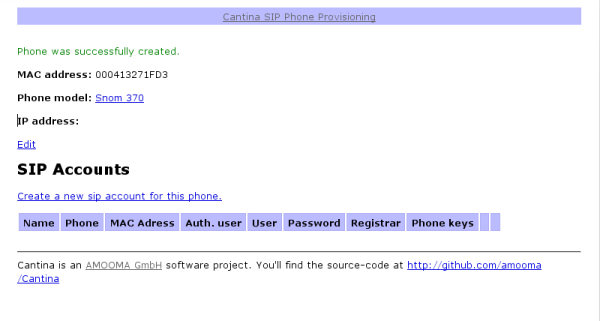 Cantina SIP Phone Provisioning
Phone was successfully created.
MAC address: 000413271FD3
Phone model: Snom 370
IP address:
Edit
SIP Accounts
Create a new sip account for this phone.
Name Phone MAC Adress Auth. user User Password Registrar Phone keys
Cantina is an AMOOMA GmbH software project. You'll find the source-code at http://github.com/amooma
/Cantina